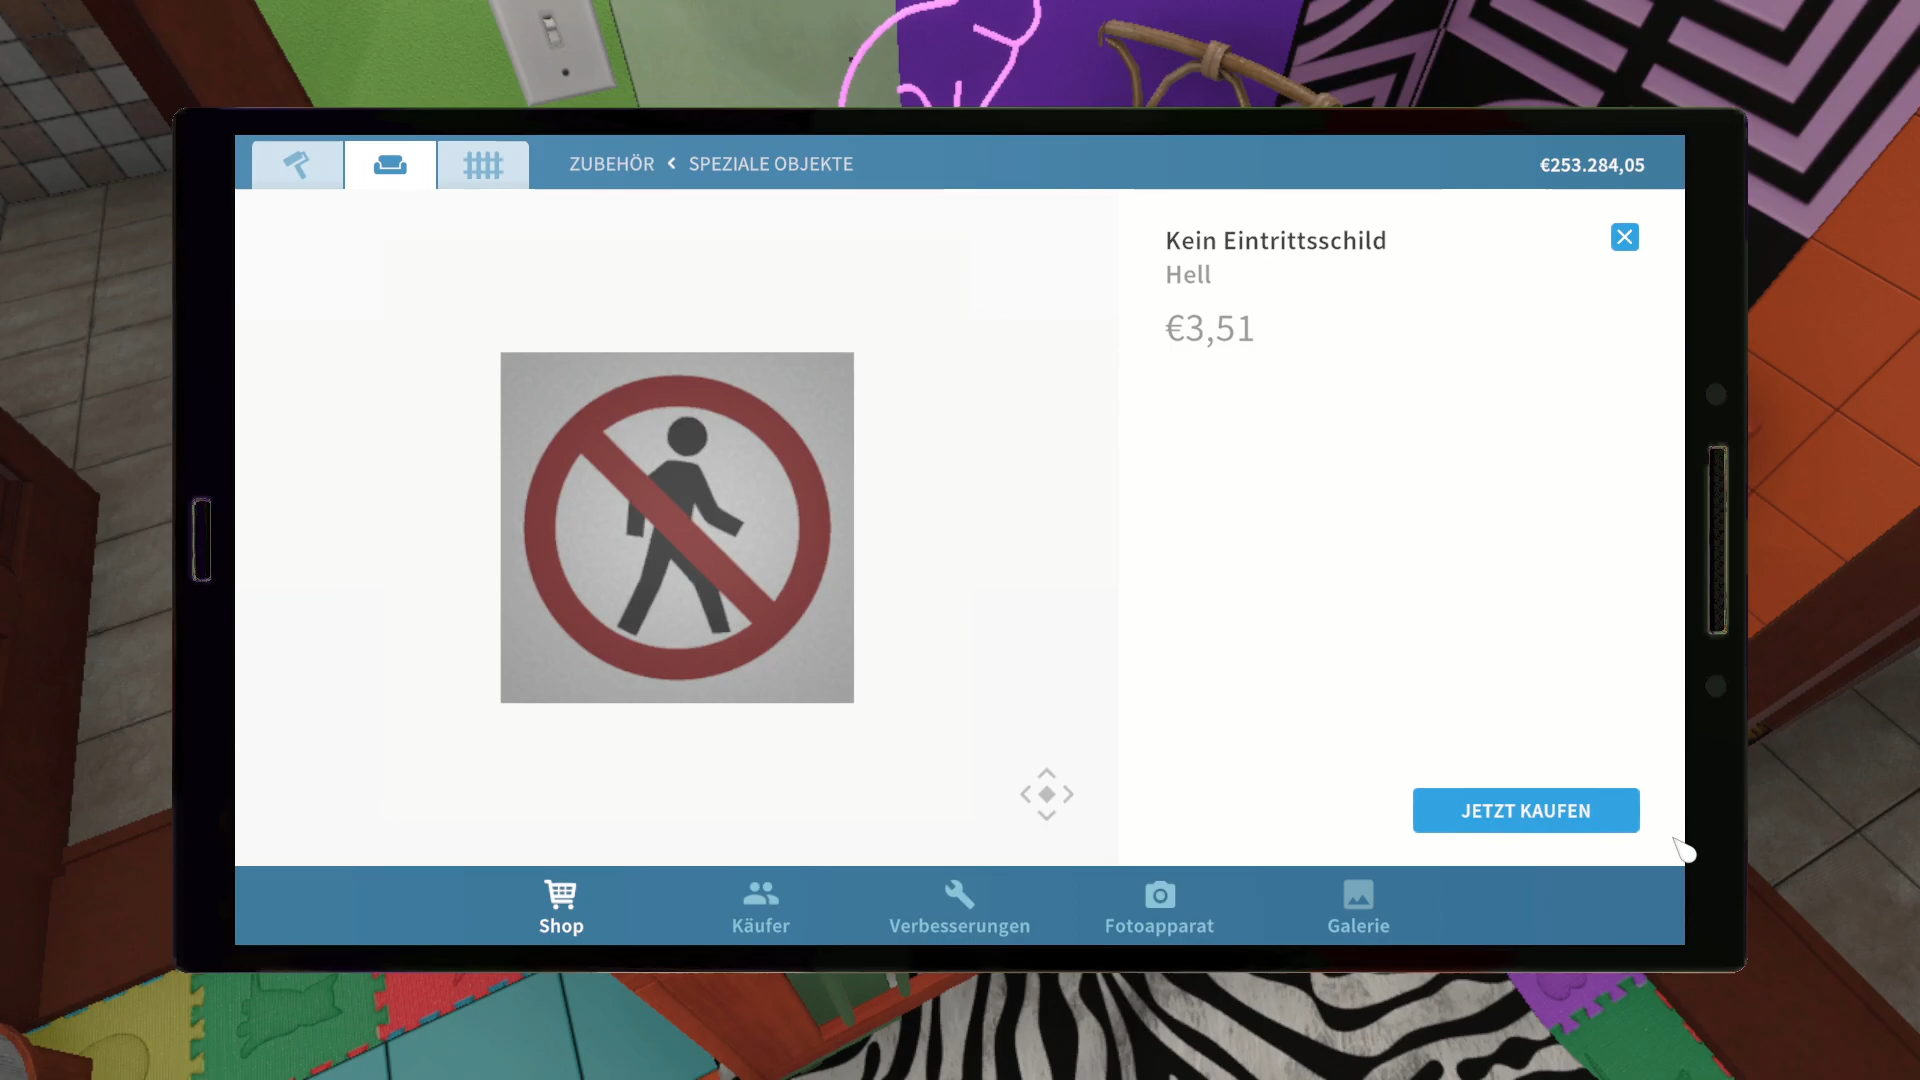 ZUBEHÖR < SPEZIALE OBJEKTE
€253.284,05
Kein Eintrittsschild
Hell
€3,51
JETZT KAUFEN
Shop
Käufer
Verbesserungen
Fotoapparat
Galerie